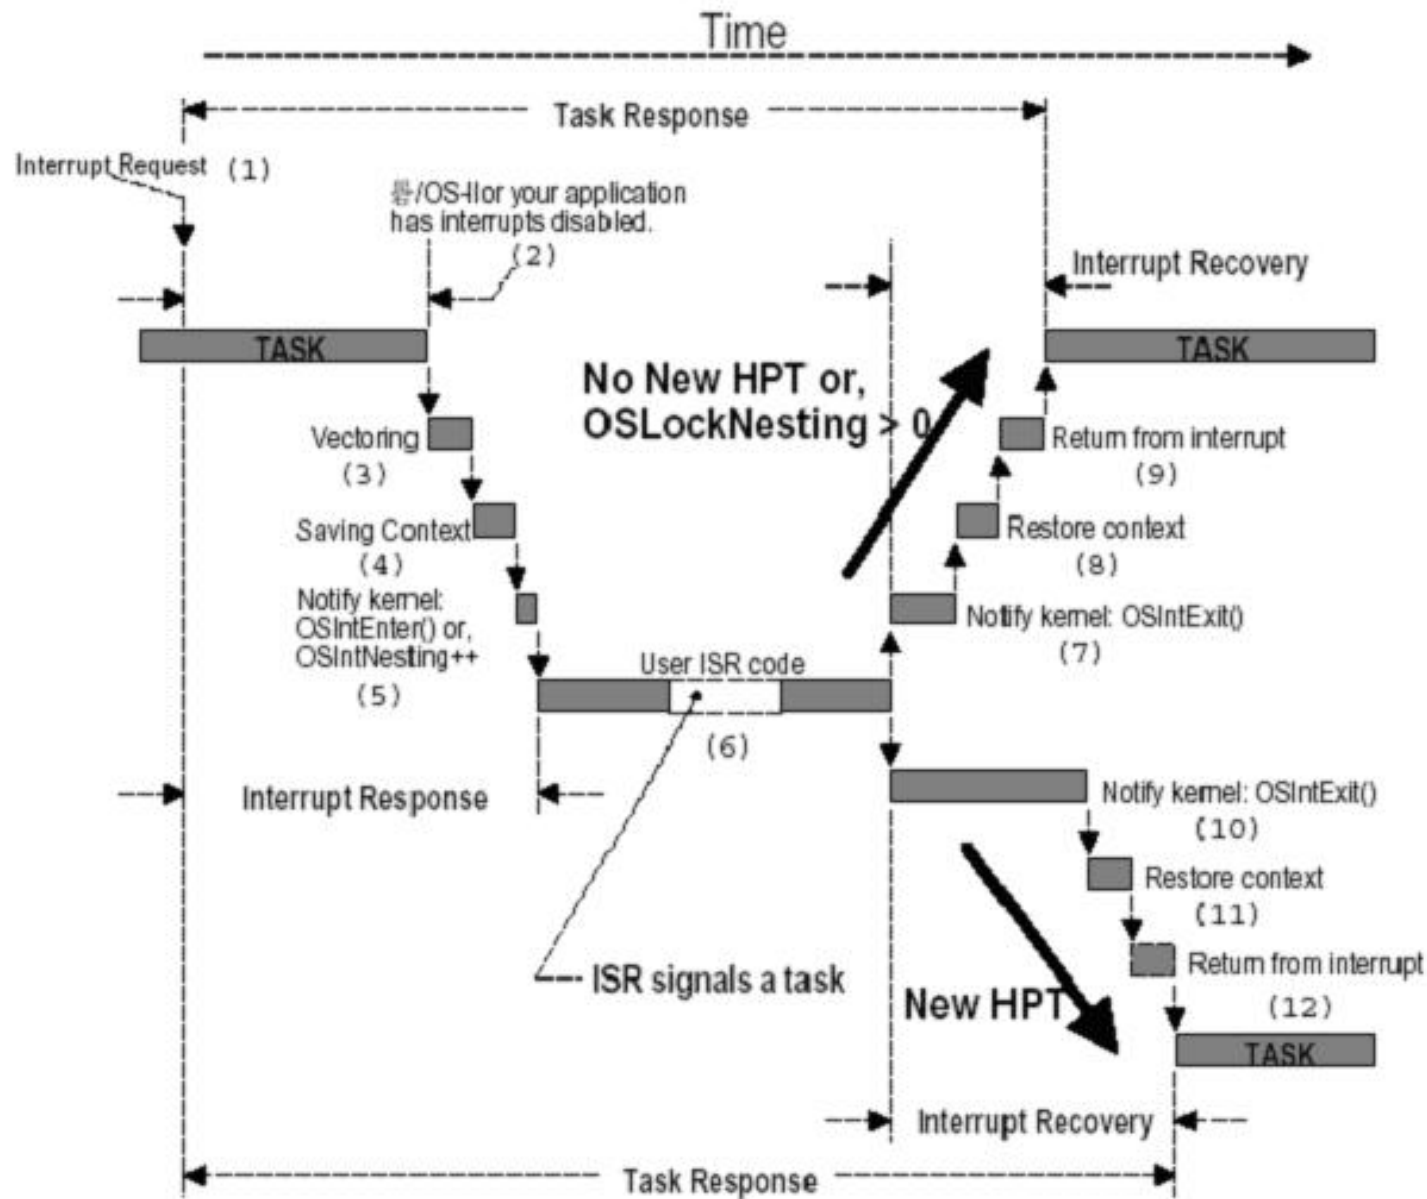 Time
Task Response
Interrupt Request (1)
뜸/OS-II or your application
has interrupts disabled.
(2)
Interrupt Recovery
TASK
TASK
No New HPT or,
OSLockNesting > 0
Vectoring
(3)
Return from interrupt
(9)
Saving Context
(4)
Restore context
(8)
Notify kernel:
OSIntEnter() or,
OSIntNesting++
(5)
Notify kernel: OSIntExit()
(7)
User ISR code
(6)
Interrupt Response
Notify kernel: OSIntExit()
(10)
Restore context
(11)
ISR signals a task
Return from interrupt
(12)
New HPT
TASK
Interrupt Recovery
Task Response